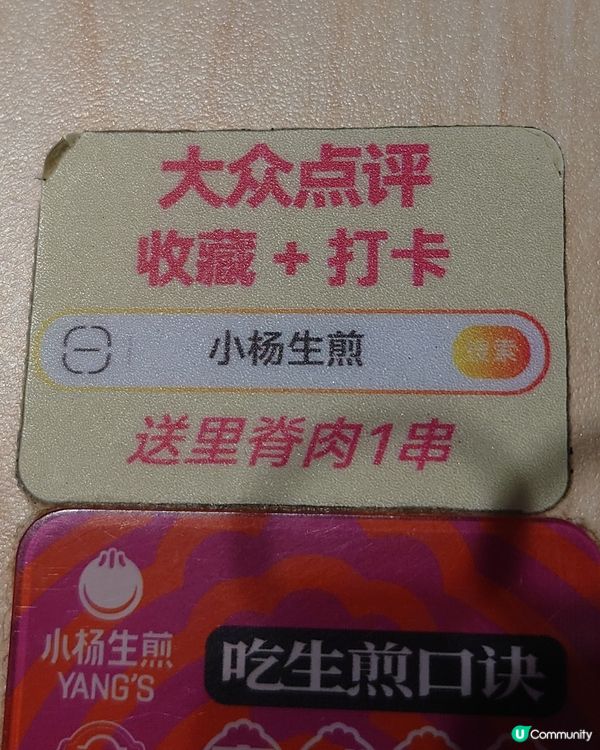 大众点评
收藏 + 打卡
小杨生煎
搜索
送里脊肉1串
小杨生煎
YANG'S
吃生煎口诀
U Community